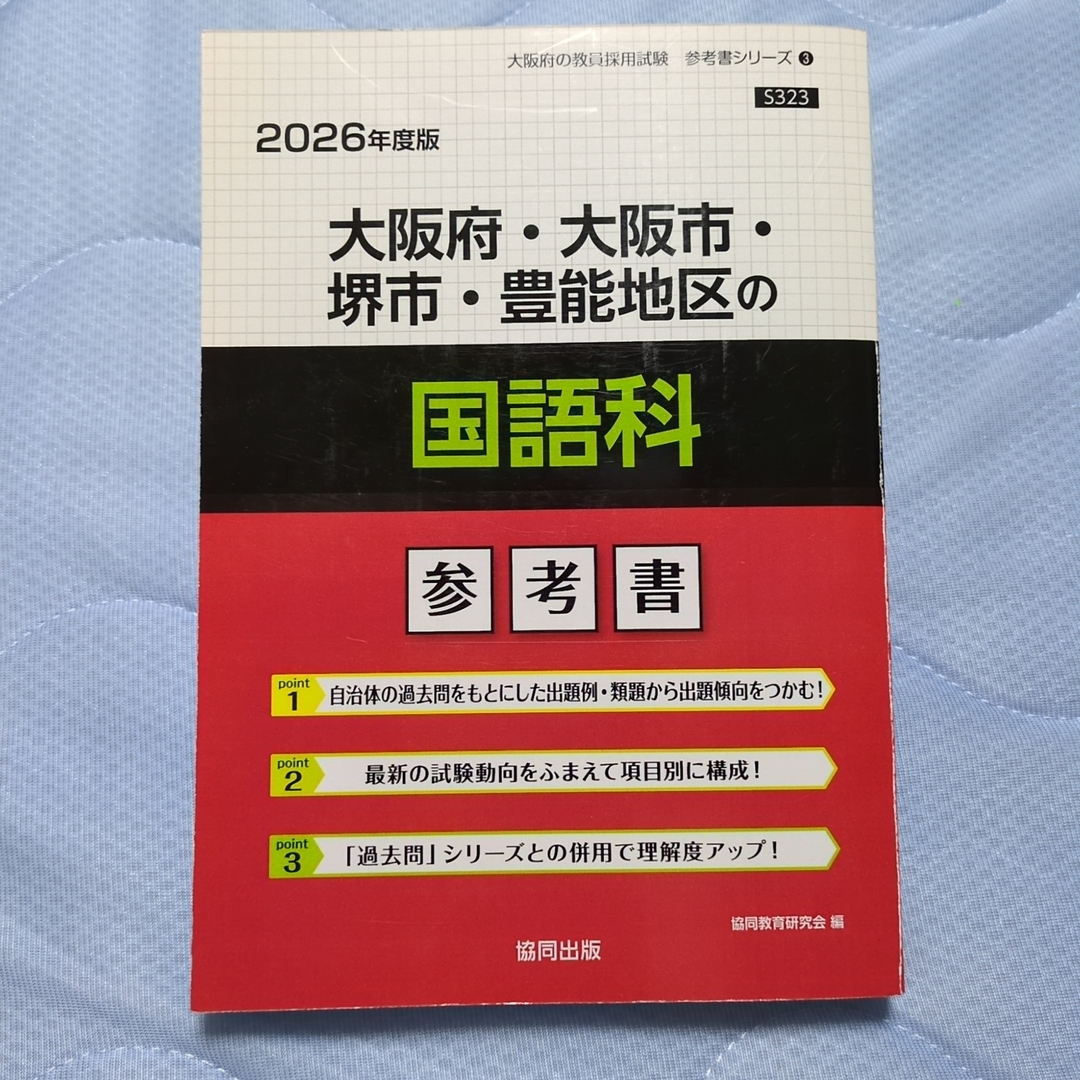 大阪府の教員採用試験 参考書シリーズ❸
S323
2026年度版
大阪府・大阪市・
堺市・豊能地区の
国語科
参考書
point 1 自治体の過去問をもとにした出題例・類題から出題傾向をつかむ!
point 2 最新の試験動向をふまえて項目別に構成!
point 3 「過去問」シリーズとの併用で理解度アップ!
協同教育研究会 編
協同出版